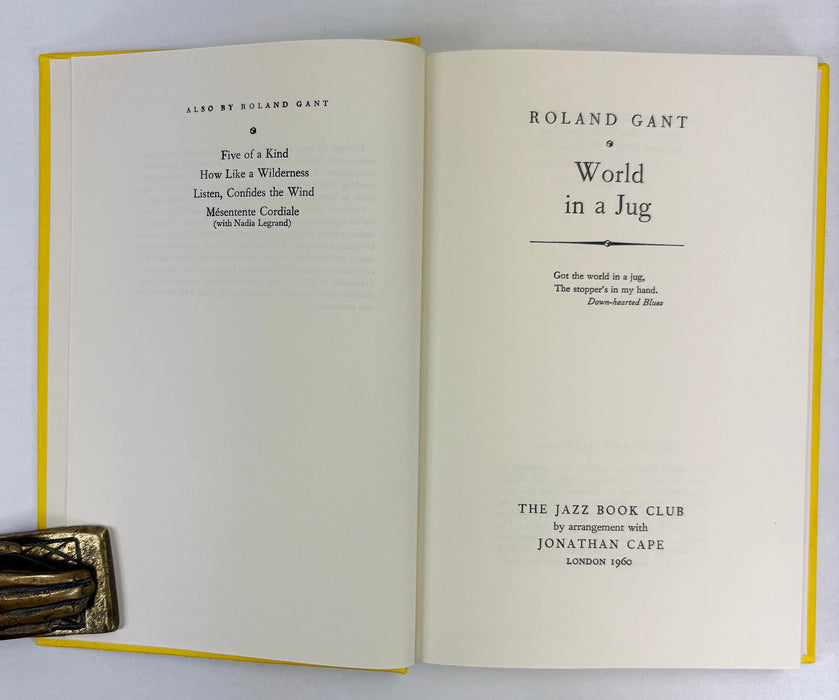 ALSO BY ROLAND GANT
Five of a Kind
How Like a Wilderness
Listen, Confides the Wind
Mésentente Cordiale
(with Nadia Legrand)
ROLAND GANT
World
in a Jug
Got the world in a jug,
The stopper's in my hand.
Down-hearted Blues
THE JAZZ BOOK CLUB
by arrangement with
JONATHAN CAPE
LONDON 1960